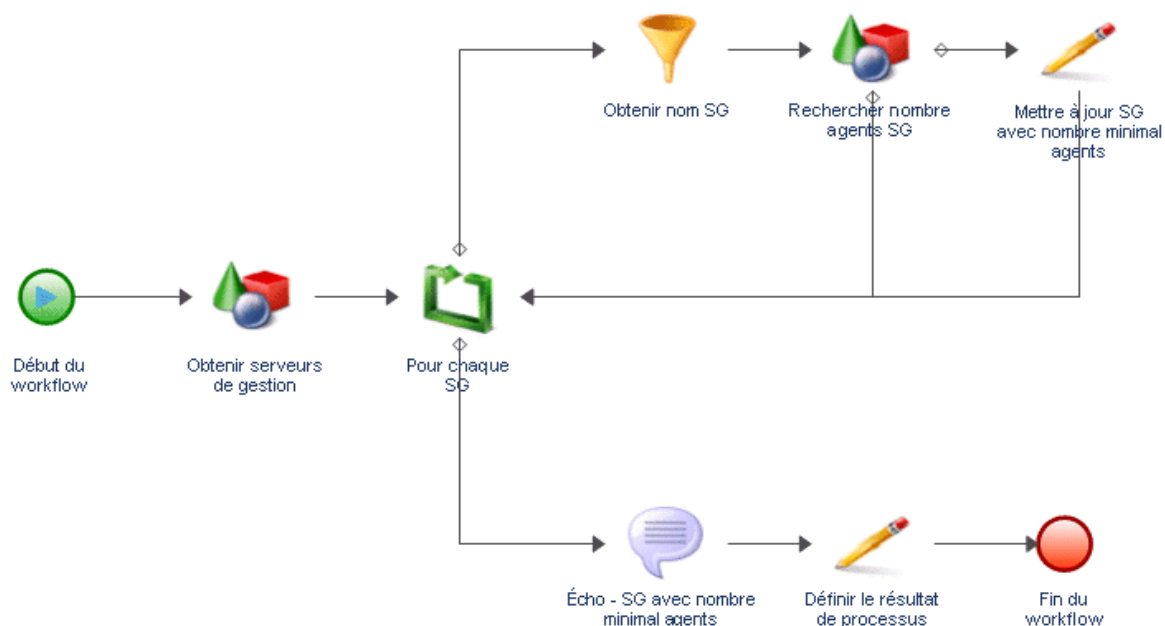 Obtenir nom SG
Rechercher nombre
agents SG
Mettre à jour SG
avec nombre minimal
agents
Début du
workflow
Obtenir serveurs
de gestion
Pour chaque
SG
Écho - SG avec nombre
minimal agents
Définir le résultat
de processus
Fin du
workflow